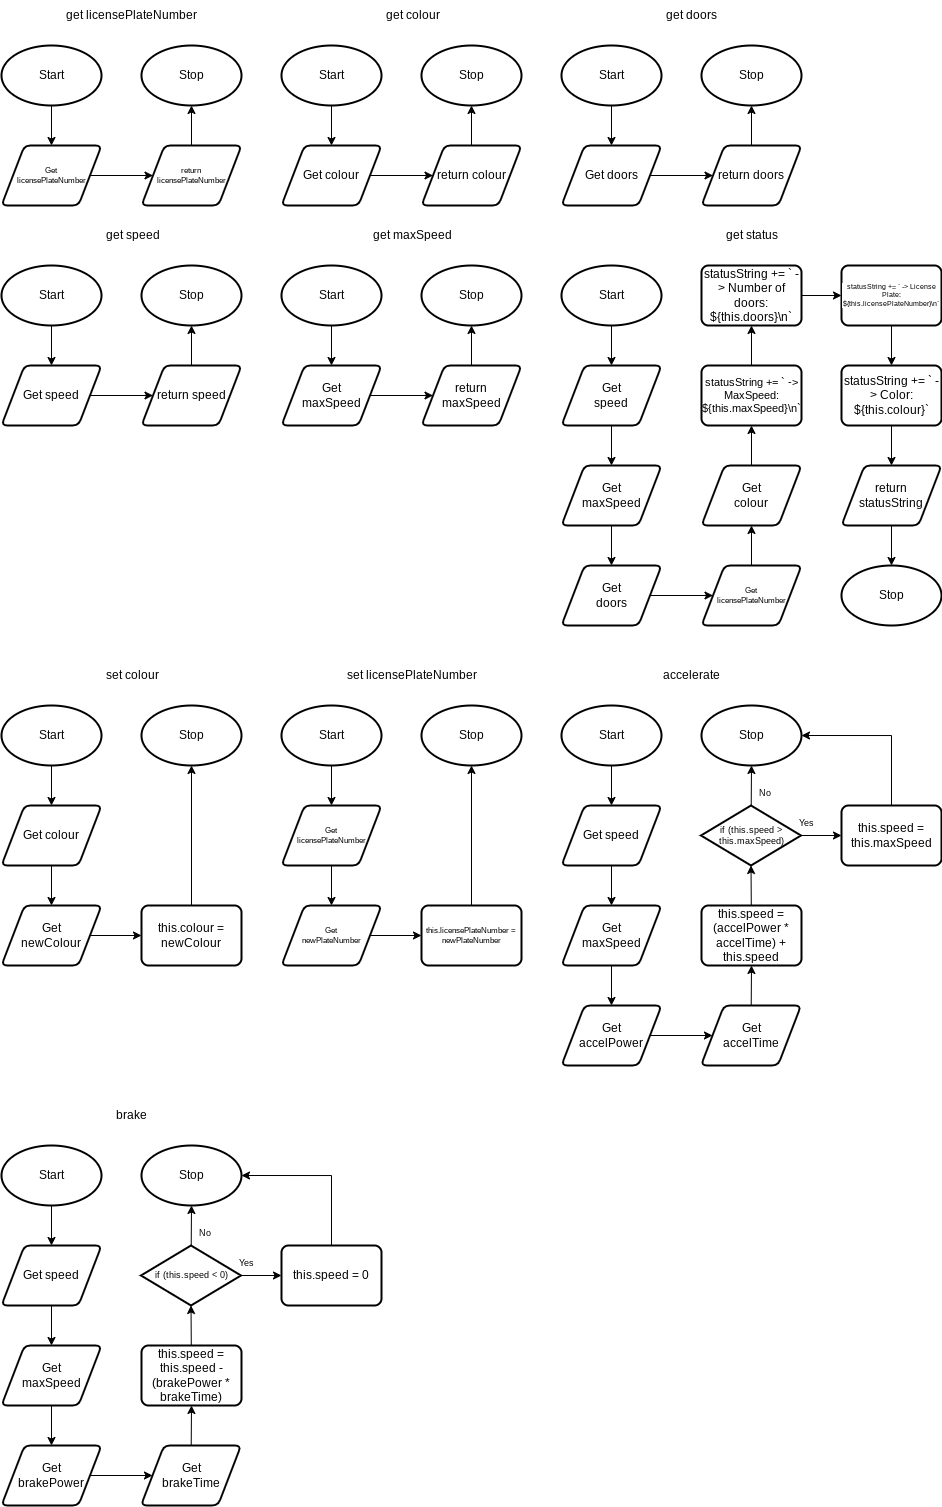 get licensePlateNumber
Start
Stop
Get
licensePlateNumber
return
licensePlateNumber
get colour
Start
Stop
Get colour
return colour
get doors
Start
Stop
Get doors
return doors
get speed
Start
Stop
Get speed
return speed
get maxSpeed
Start
Stop
Get
maxSpeed
return
maxSpeed
get status
Start
Get
speed
Get
maxSpeed
Get
doors
Get
licensePlateNumber
Get
colour
statusString += ` ->
MaxSpeed:
${this.maxSpeed}\n`
statusString += ` -
> Number of
doors:
${this.doors}\n`
statusString += ` -> License
Plate:
${this.licensePlateNumber}\n`
statusString += ` -
> Color:
${this.colour}`
return
statusString
Stop
set colour
Start
Stop
Get colour
Get
newColour
this.colour =
newColour
set licensePlateNumber
Start
Stop
Get
licensePlateNumber
Get
newPlateNumber
this.licensePlateNumber =
newPlateNumber
accelerate
Start
Get speed
Get
maxSpeed
Get
accelPower
Get
accelTime
this.speed =
(accelPower *
accelTime) +
this.speed
if (this.speed >
this.maxSpeed)
No
Yes
this.speed =
this.maxSpeed
Stop
brake
Start
Get speed
Get
maxSpeed
Get
brakePower
Get
brakeTime
this.speed =
this.speed -
(brakePower *
brakeTime)
if (this.speed < 0)
No
Yes
this.speed = 0
Stop